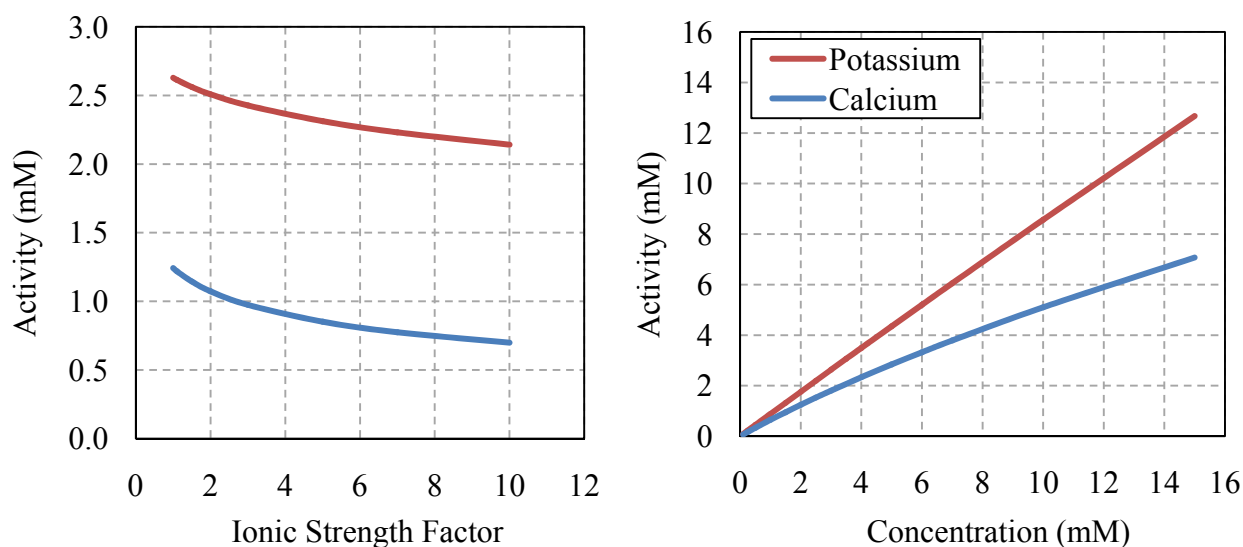 3.0
2.5
2.0
1.5
1.0
0.5
0.0
Activity (mM)
0 2 4 6 8 10 12
Ionic Strength Factor
16
14
12
10
8
6
4
2
0
Activity (mM)
Potassium
Calcium
0 2 4 6 8 10 12 14 16
Concentration (mM)